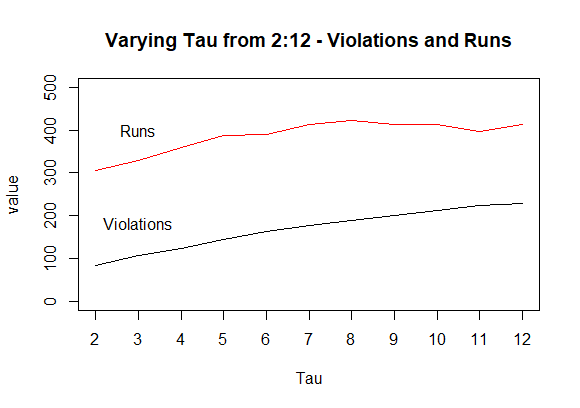 Varying Tau from 2:12 - Violations and Runs
value
500
400
300
200
100
0
Runs
Violations
2 3 4 5 6 7 8 9 10 11 12
Tau